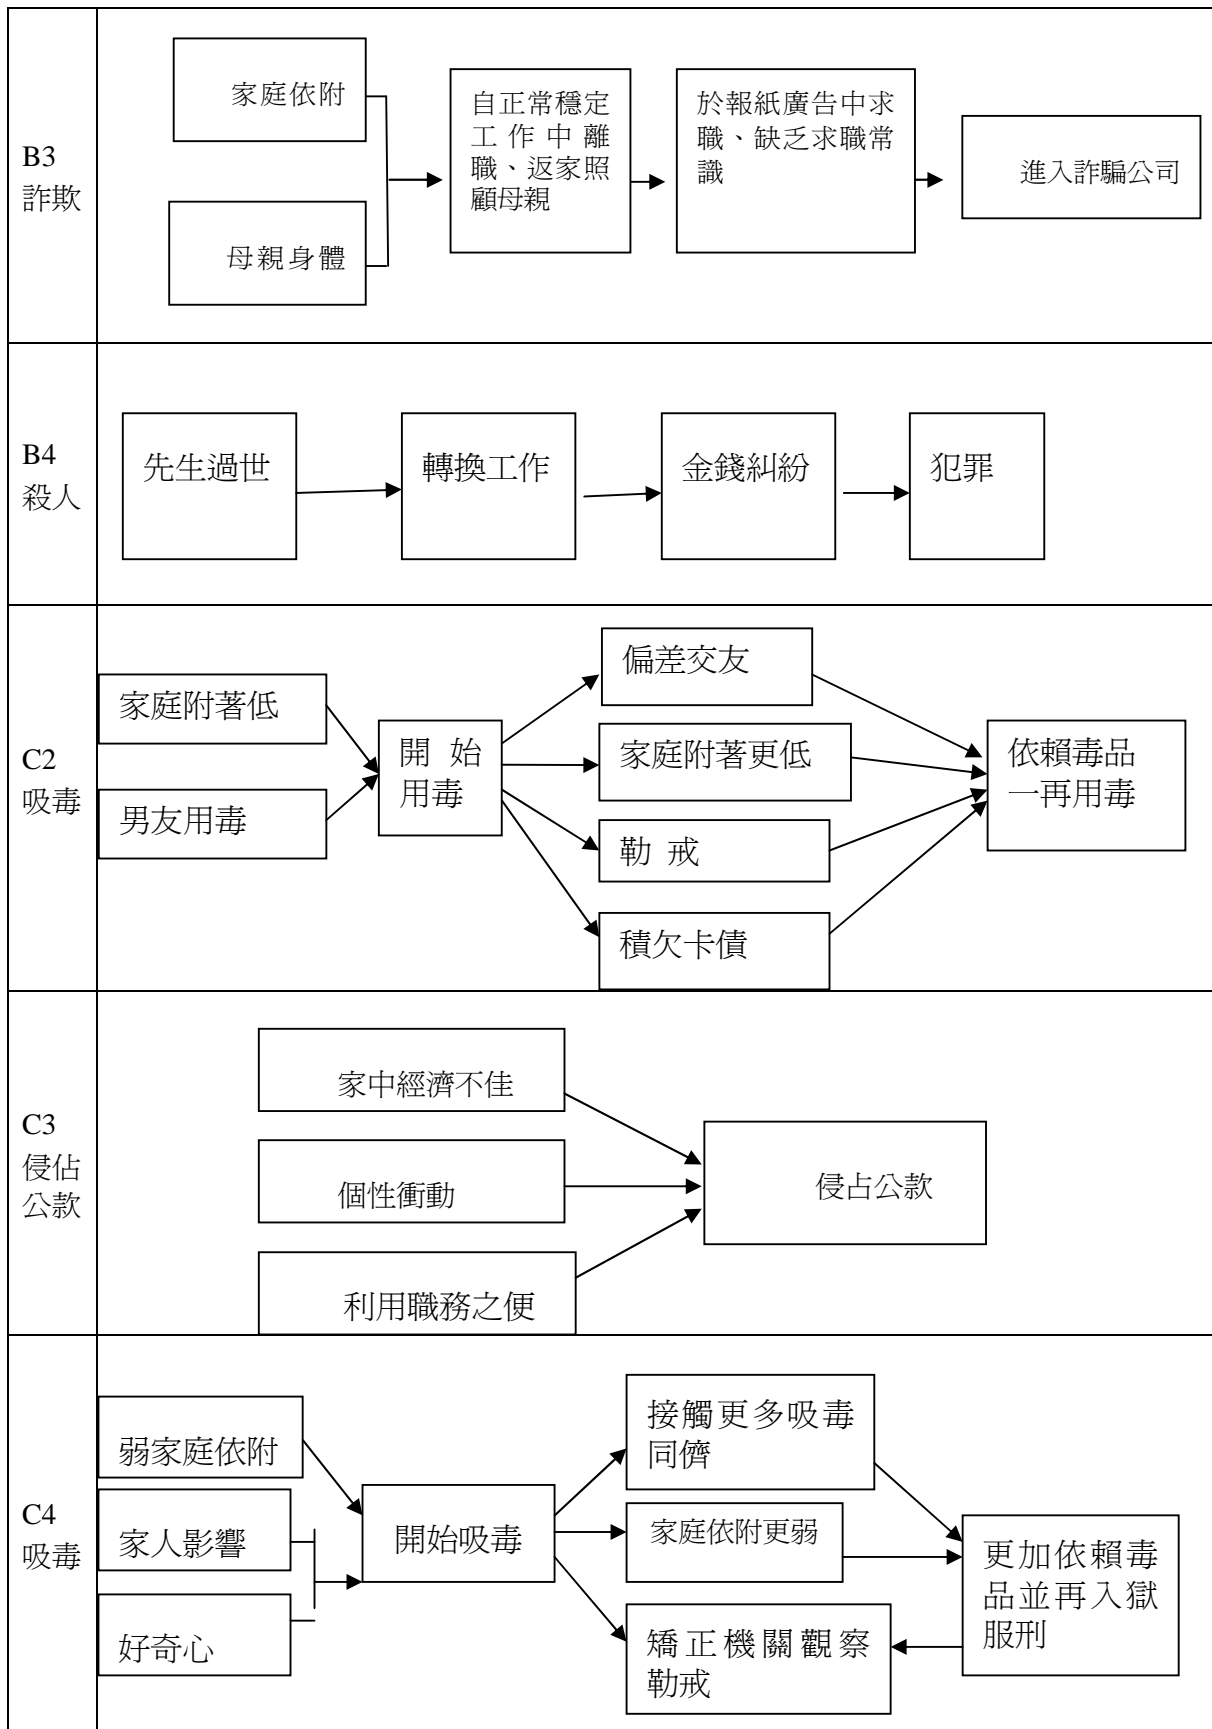 B3
詐欺
家庭依附
母親身體
自正常穩定
工作中離
職、返家照
顧母親
於報紙廣告中求
職、缺乏求職常
識
進入詐騙公司
B4
殺人
先生過世
轉換工作
金錢糾紛
犯罪
C2
吸毒
家庭附著低
男友用毒
開始
用毒
偏差交友
家庭附著更低
勒戒
積欠卡債
依賴毒品
一再用毒
C3
侵佔
公款
家中經濟不佳
個性衝動
利用職務之便
侵占公款
C4
吸毒
弱家庭依附
家人影響
好奇心
開始吸毒
接觸更多吸毒
同儕
家庭依附更弱
矯正機關觀察
勒戒
更加依賴毒
品並再入獄
服刑